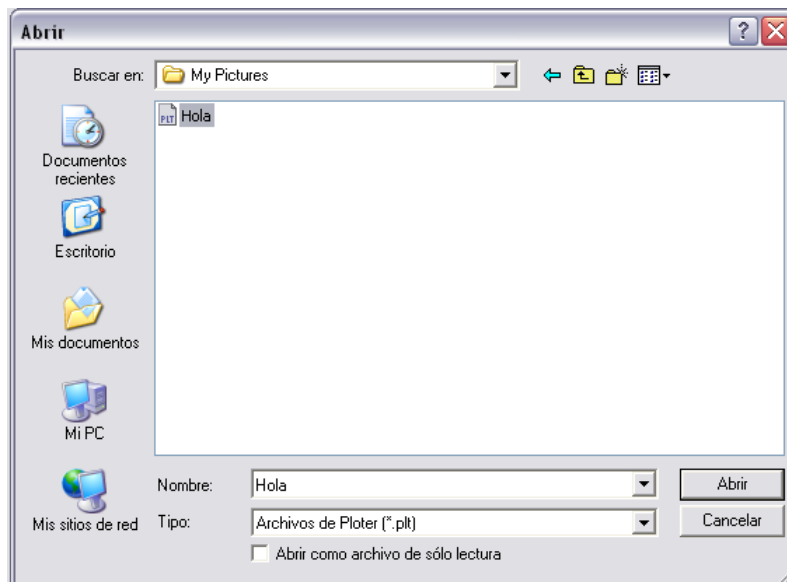 Abrir
Buscar en: My Pictures
PLT Hola
Documentos
recientes
Escritorio
Mis documentos
Mi PC
Mis sitios de red
Nombre: Hola Abrir
Tipo: Archivos de Ploter (*.plt) Cancelar
Abrir como archivo de sólo lectura